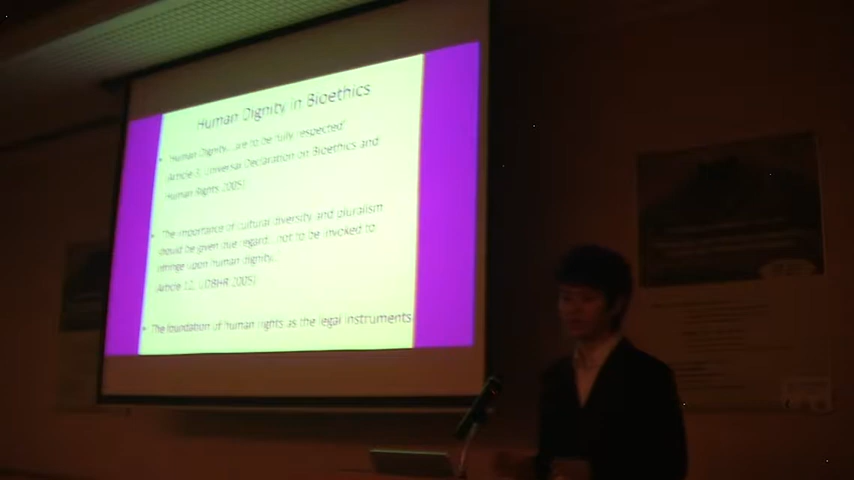 Human Dignity in Bioethics
• 'Human Dignity... are to be fully respected'
(Article 3, Universal Declaration on Bioethics and
Human Rights 2005)
• 'The importance of cultural diversity and pluralism
should be given due regard...not to be invoked to
infringe upon human dignity,
(Article 12, UDBHR 2005)
• The foundation of human rights as the legal instruments